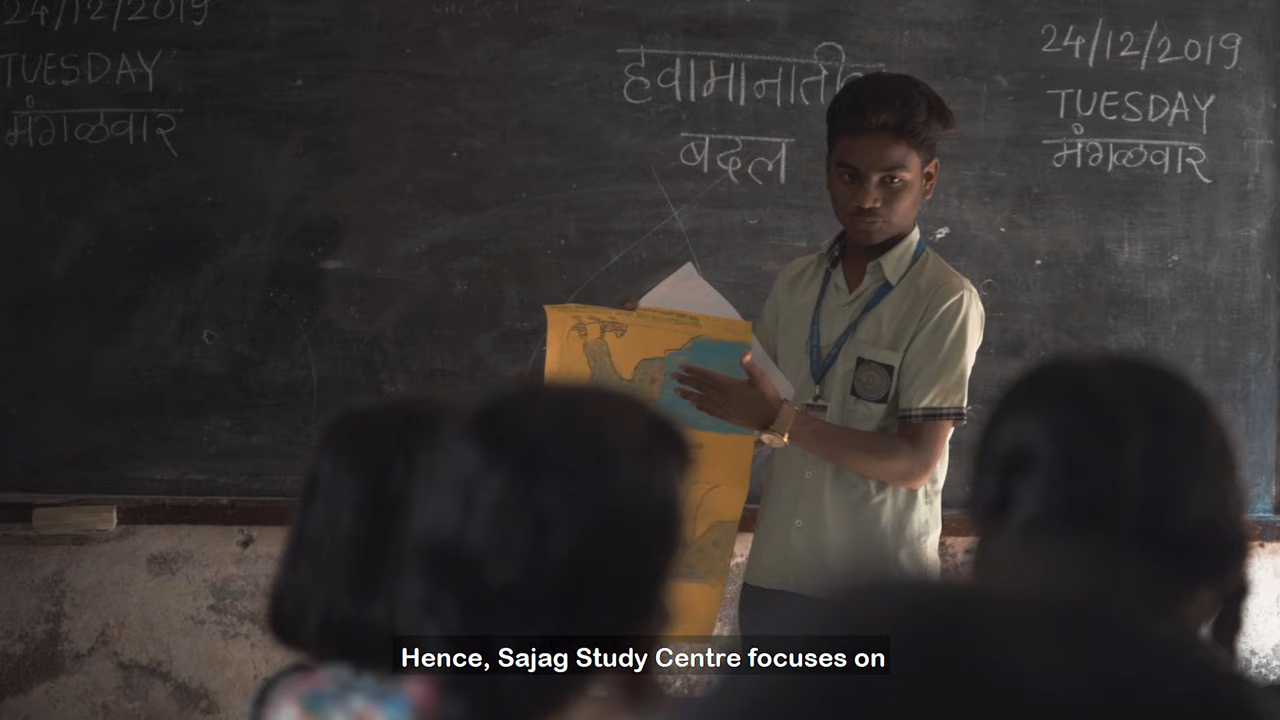 24/12/2019
TUESDAY
मंगळवार
हवामानातील
बदल
24/12/2019
TUESDAY
मंगळवार
Hence, Sajag Study Centre focuses on